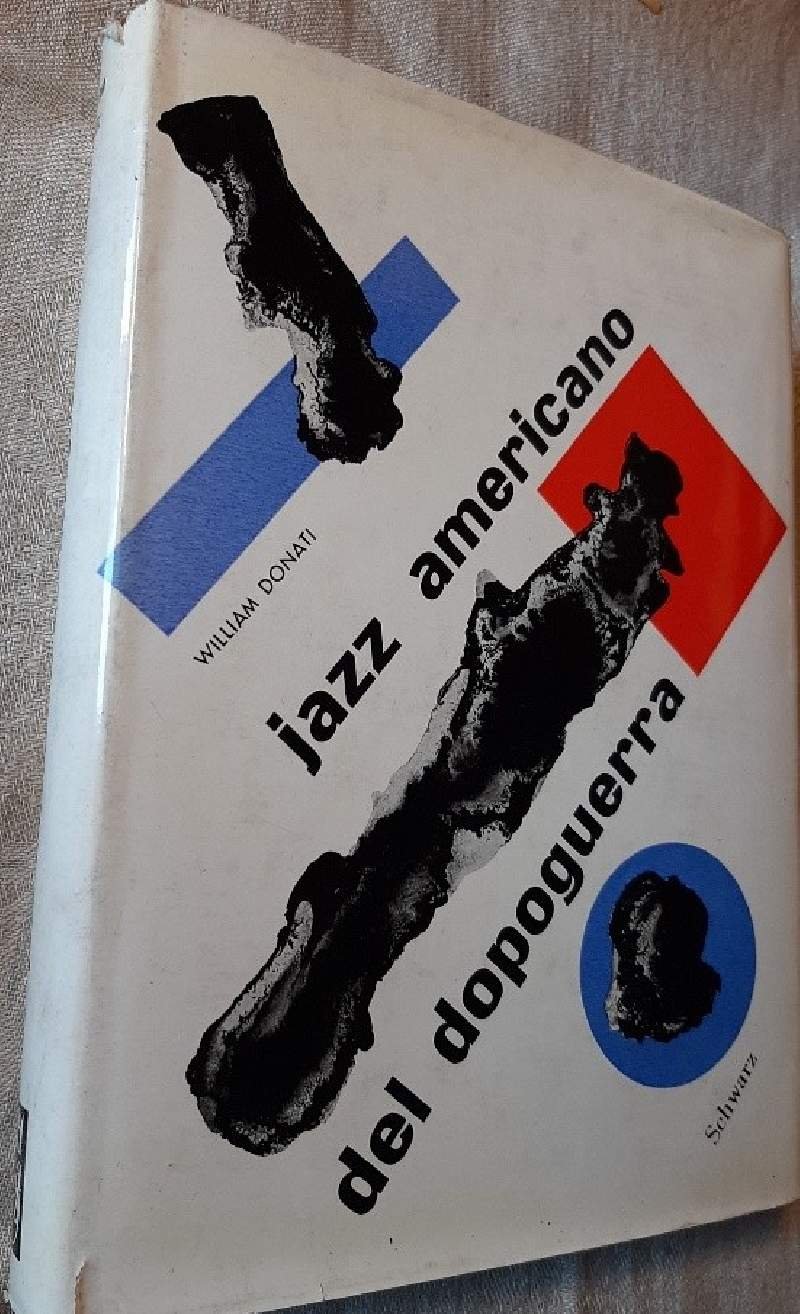 WILLIAM DONATI
jazz americano
del dopoguerra
Schwarz